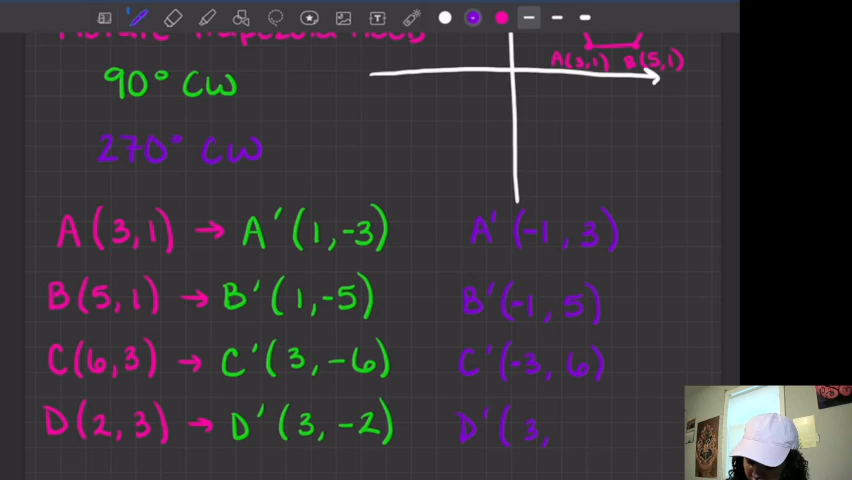 A(3,1) B(5,1)
90° CW
270° CW
A(3,1) → A'(1,-3) A'(-1,3)
B(5,1) → B'(1,-5) B'(-1,5)
C(6,3) → C'(3,-6) C'(-3,6)
D(2,3) → D'(3,-2) D'(3,